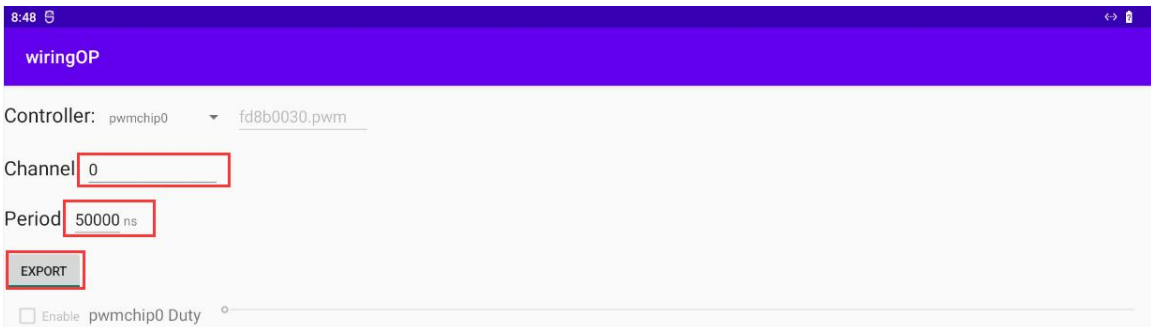 8:48
wiringOP
Controller: pwmchip0 fd8b0030.pwm
Channel 0
Period 50000 ns
EXPORT
Enable pwmchip0 Duty